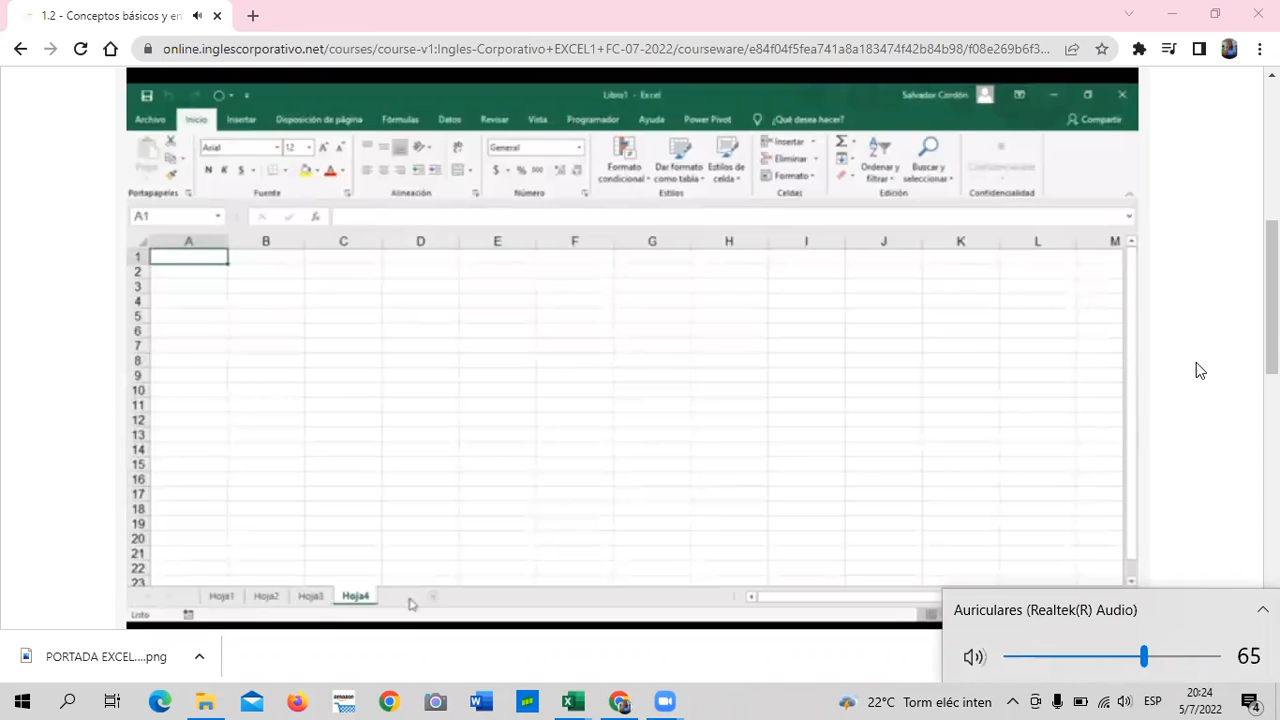 1.2 - Conceptos básicos y en
online.inglescorporativo.net/courses/course-v1:Ingles-Corporativo+EXCEL1+FC-07-2022/courseware/c84f04f5fea741a8a183474f42b84b98/f08e269b6f3...
Libro1 - Excel
Salvador Cardón
Archivo Inicio Insertar Disposición de página Fórmulas Datos Revisar Vista Programador Ayuda Power Pivot ¿Qué desea hacer? Compartir
Arial 12 General Insertar
N K S Formato condicional Dar formato como tabla Estilos de celda Eliminar Ordenar y filtrar Buscar y seleccionar Confidencialidad
Formato
Portapapeles Fuente Alineación Número Estilos Celdas Edición Confidencialidad
A1 fx
A B C D E F G H I J K L M
1
2
3
4
5
6
7
8
9
10
11
12
13
14
15
16
17
18
19
20
21
22
23
Hoja1 Hoja2 Hoja3 Hoja4
Listo
Auriculares (Realtek(R) Audio)
65
PORTADA EXCEL....png
22°C Torm eléc inten ESP
20:24
5/7/2022
4